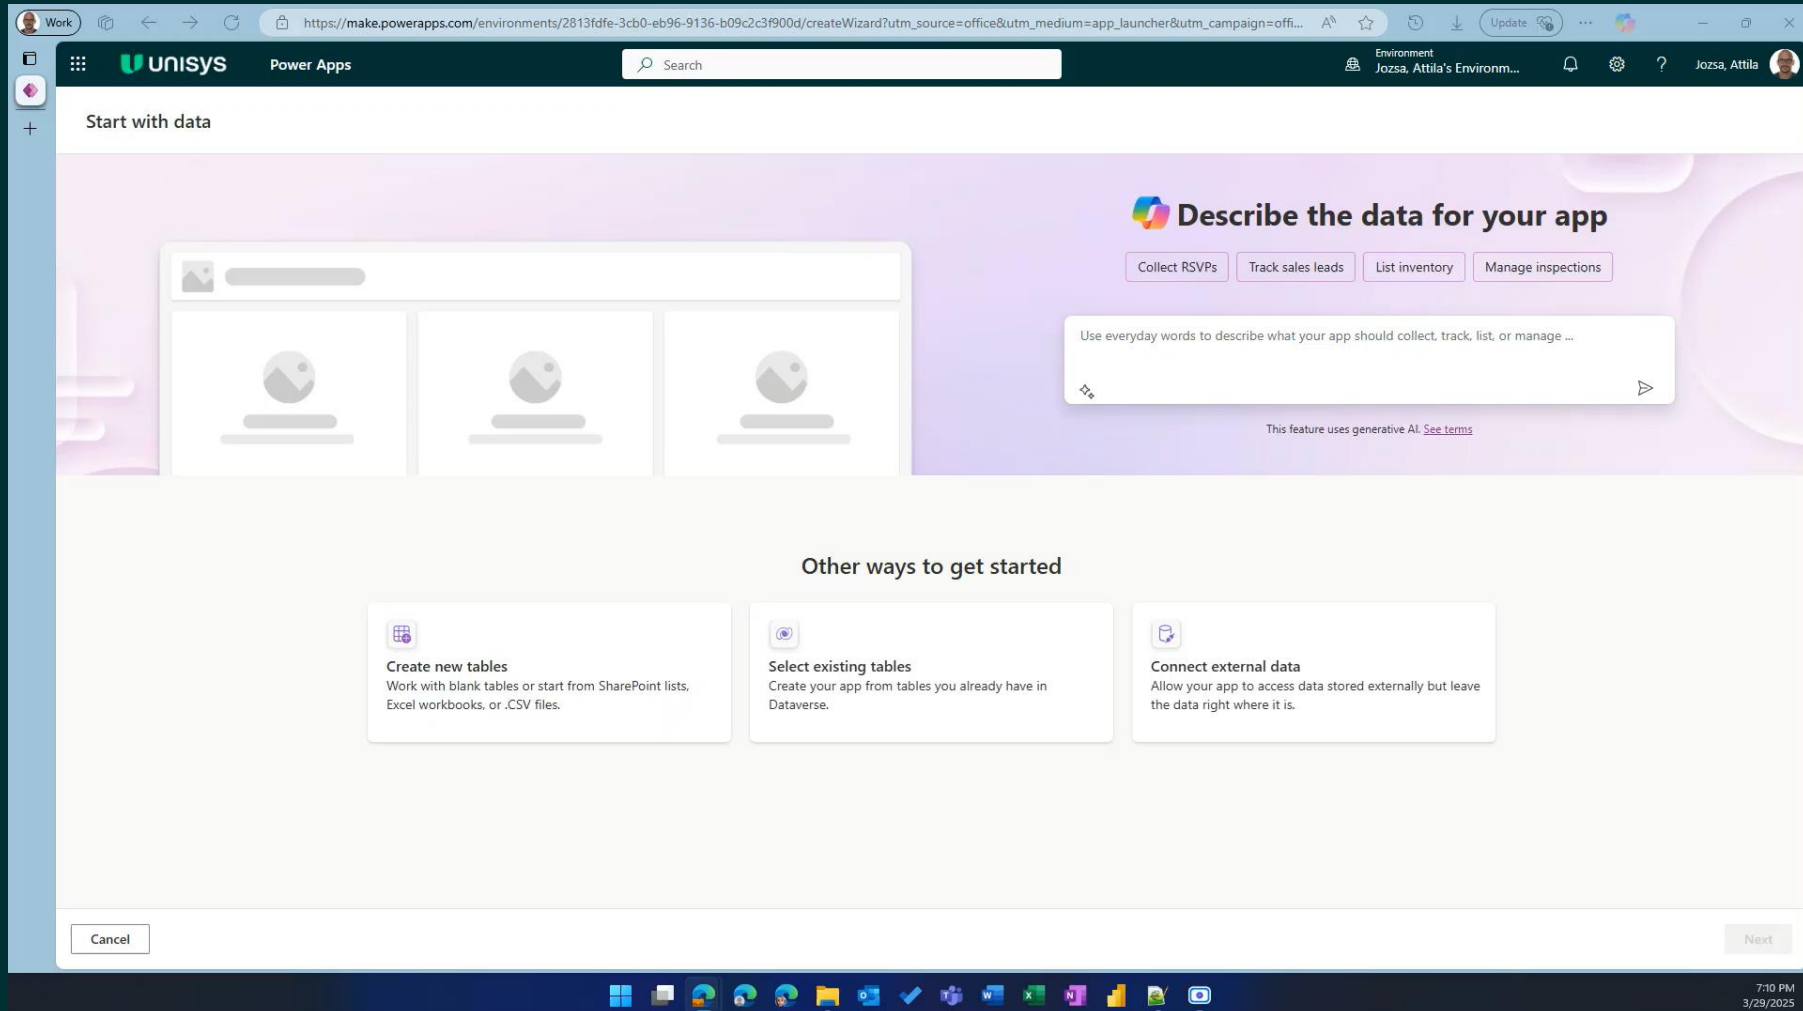 Work
https://make.powerapps.com/environments/2813fdfe-3cb0-eb96-9136-b09c2c3f900d/createWizard?utm_source=office&utm_medium=app_launcher&utm_campaign=offi...
Update
UNISYS
Power Apps
Search
Environment
Jozsa, Attila's Environm...
?
Jozsa, Attila
Start with data
Describe the data for your app
Collect RSVPs
Track sales leads
List inventory
Manage inspections
Use everyday words to describe what your app should collect, track, list, or manage ...
This feature uses generative AI. See terms
Other ways to get started
Create new tables
Work with blank tables or start from SharePoint lists,
Excel workbooks, or .CSV files.
Select existing tables
Create your app from tables you already have in
Dataverse.
Connect external data
Allow your app to access data stored externally but leave
the data right where it is.
Cancel
Next
7:10 PM
3/29/2025